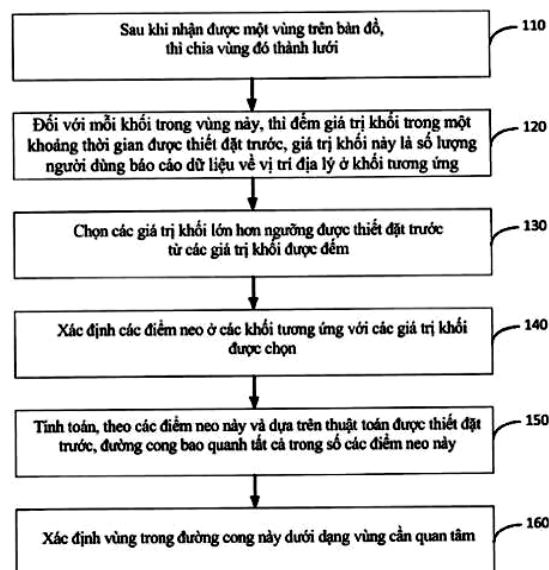 Sau khi nhận được một vùng trên bản đồ,
thì chia vùng đó thành lưới
110
Đối với mỗi khối trong vùng này, thì đếm giá trị khối trong một
khoảng thời gian được thiết đặt trước, giá trị khối này là số lượng
người dùng báo cáo dữ liệu về vị trí địa lý ở khối tương ứng
120
Chọn các giá trị khối lớn hơn ngưỡng được thiết đặt trước
từ các giá trị khối được đếm
130
Xác định các điểm neo ở các khối tương ứng với các giá trị khối
được chọn
140
Tính toán, theo các điểm neo này và dựa trên thuật toán được thiết đặt
trước, đường cong bao quanh tất cả trong số các điểm neo này
150
Xác định vùng trong đường cong này dưới dạng vùng cần quan tâm
160